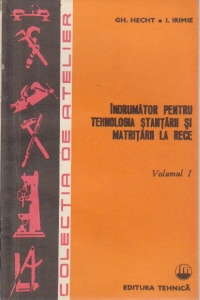 GH. HECHT • I. IRIMIE
ÎNDRUMĂTOR PENTRU
TEHNOLOGIA ŞTANŢĂRII ŞI
MATRIŢĂRII LA RECE
Volumul I
COLECŢIA DE ATELIER
EDITURA TEHNICĂ